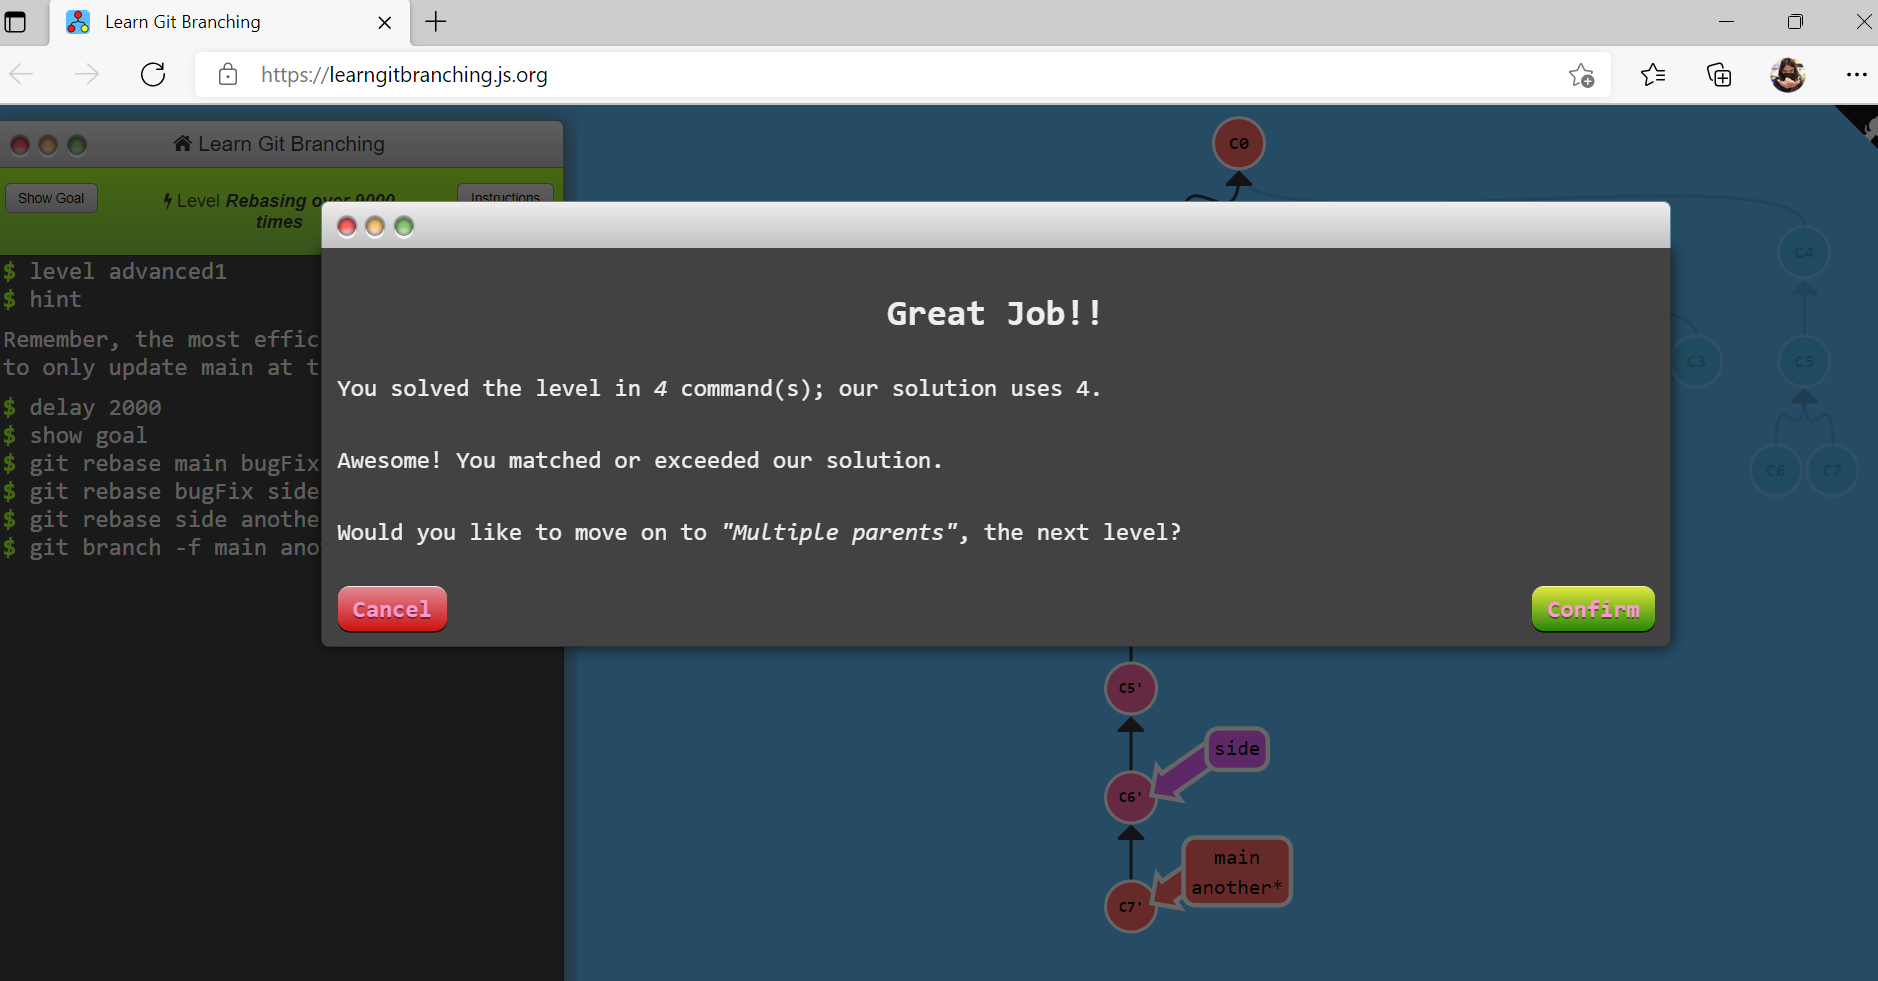 Learn Git Branching
https://learngitbranching.js.org
Learn Git Branching
Show Goal
Level Rebasing over 9000
times
Instructions
$ level advanced1
$ hint
Remember, the most effic
to only update main at t
$ delay 2000
$ show goal
$ git rebase main bugFix
$ git rebase bugFix side
$ git rebase side anothe
$ git branch -f main ano
Great Job!!
You solved the level in 4 command(s); our solution uses 4.
Awesome! You matched or exceeded our solution.
Would you like to move on to "Multiple parents", the next level?
Cancel
Confirm
C0
C4
C3
C5
C6
C7
C5'
side
C6'
main
another*
C7'